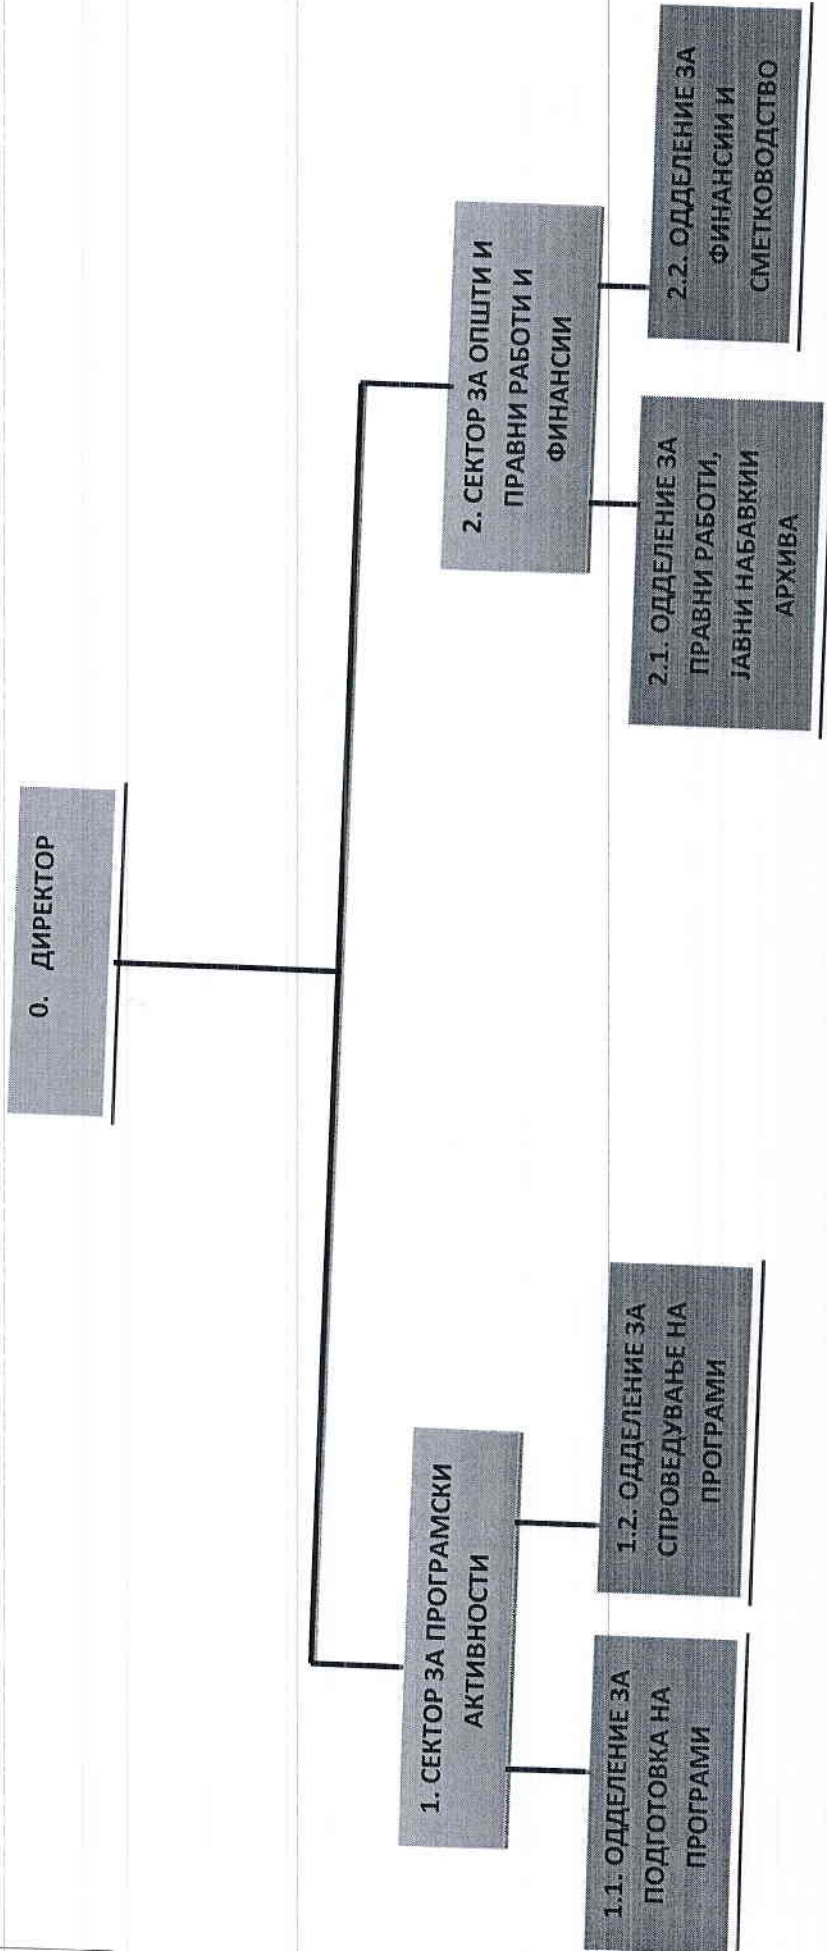 0. ДИРЕКТОР
1. СЕКТОР ЗА ПРОГРАМСКИ
АКТИВНОСТИ
1.1. ОДДЕЛЕНИЕ ЗА
ПОДГОТОВКА НА
ПРОГРАМИ
1.2. ОДДЕЛЕНИЕ ЗА
СПРОВЕДУВАЊЕ НА
ПРОГРАМИ
2. СЕКТОР ЗА ОПШТИ И
ПРАВНИ РАБОТИ И
ФИНАНСИИ
2.1. ОДДЕЛЕНИЕ ЗА
ПРАВНИ РАБОТИ,
ЈАВНИ НАБАВКИИ
АРХИВА
2.2. ОДДЕЛЕНИЕ ЗА
ФИНАНСИИ И
СМЕТКОВОДСТВО